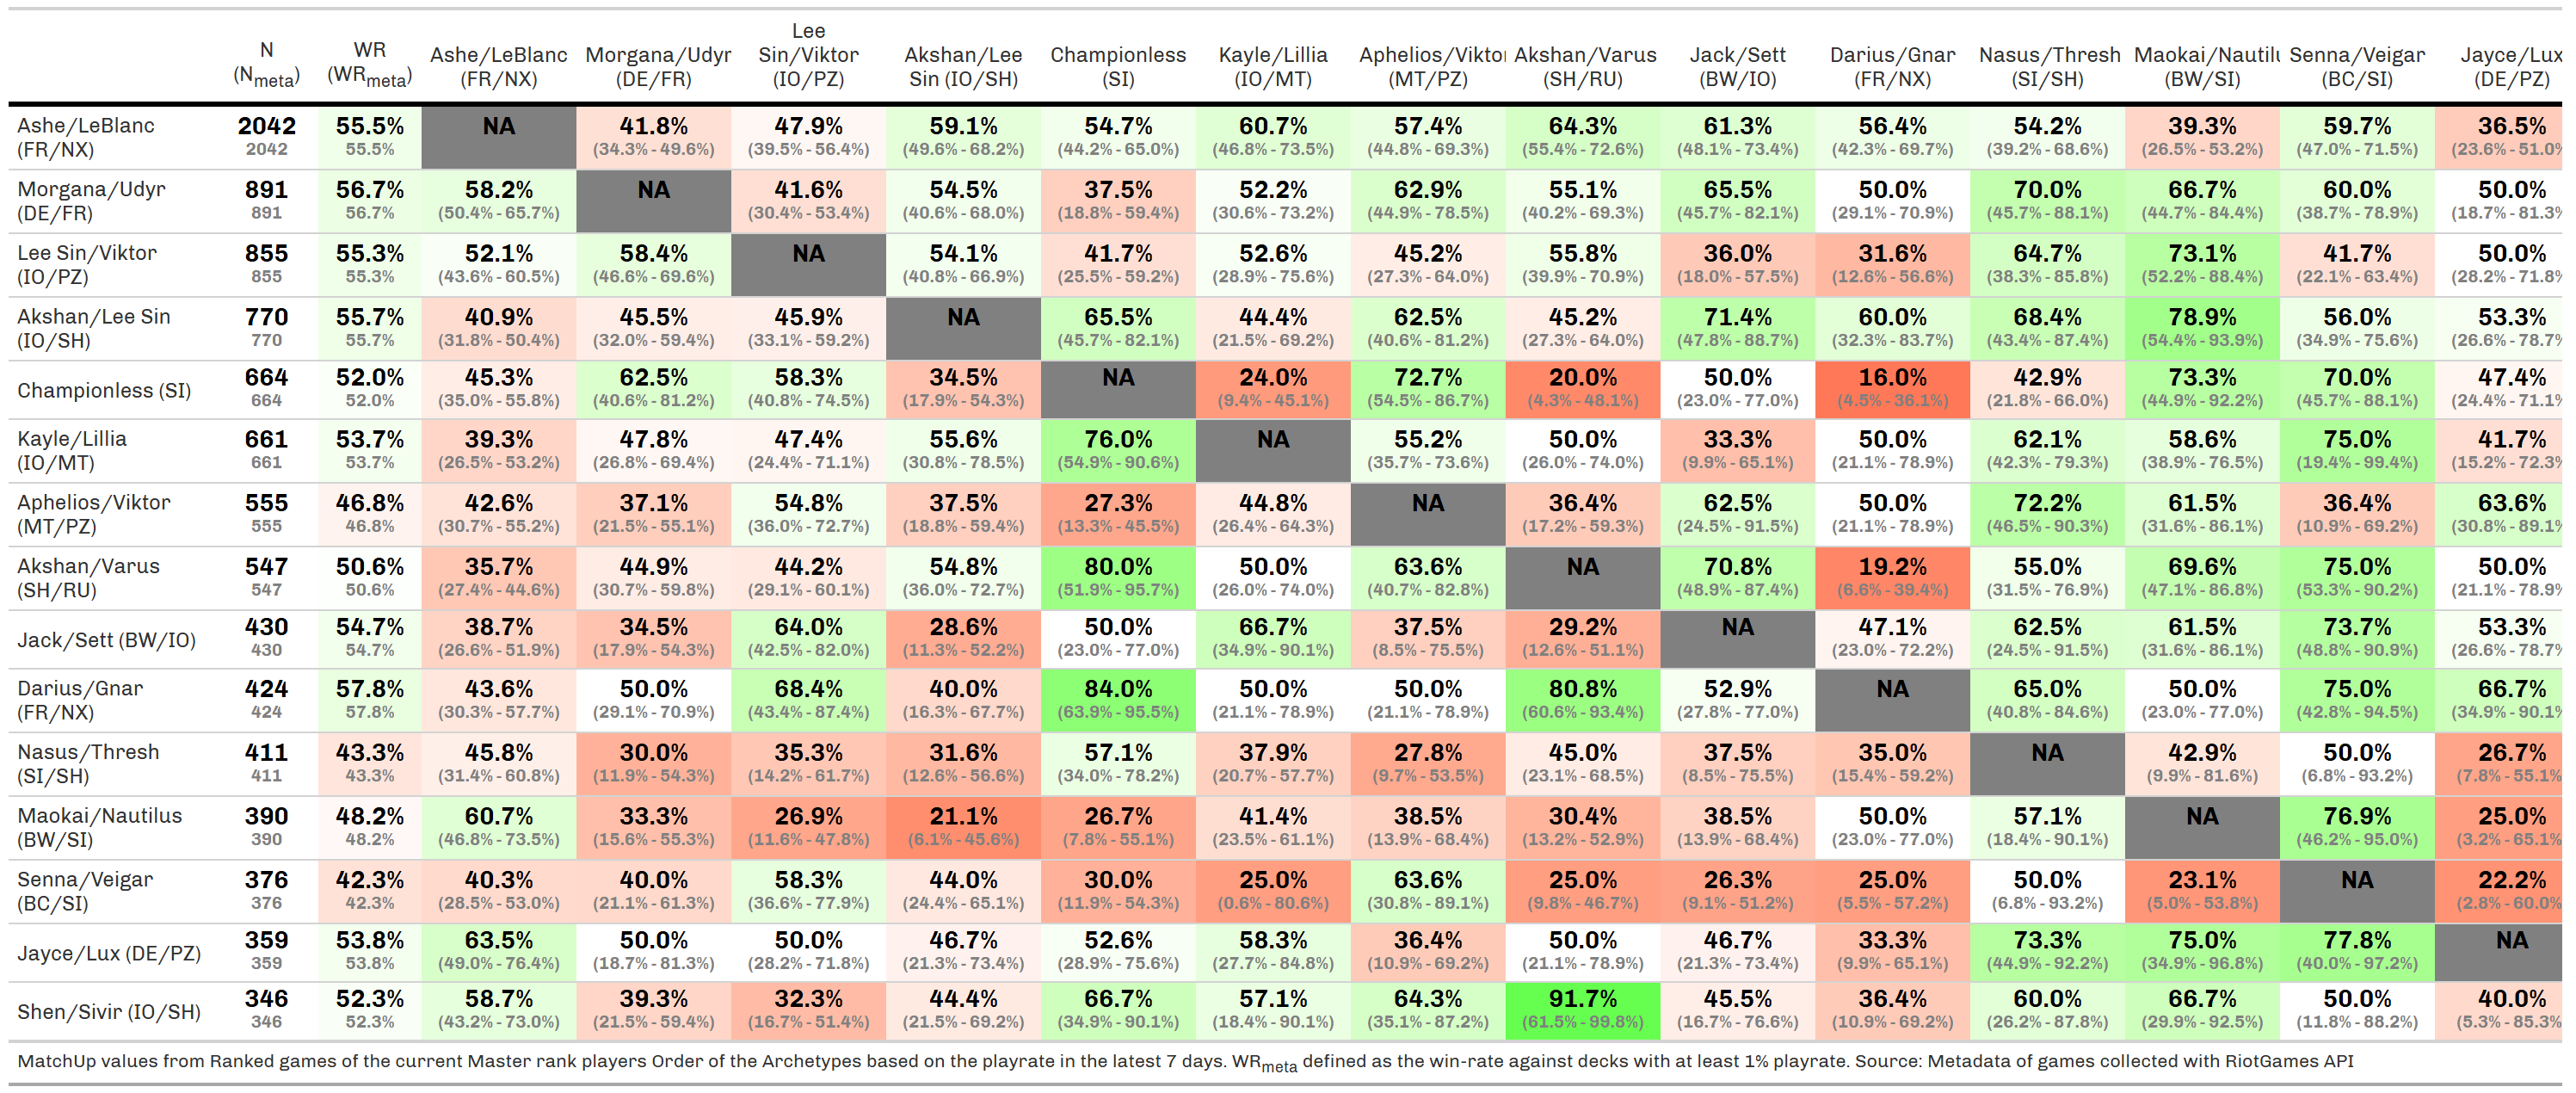 N (Nmeta) WR (WRmeta) Ashe/LeBlanc (FR/NX) Morgana/Udyr (DE/FR) Lee Sin/Viktor (IO/PZ) Akshan/Lee Sin (IO/SH) Championless (SI) Kayle/Lillia (IO/MT) Aphelios/Viktor (MT/PZ) Akshan/Varus (SH/RU) Jack/Sett (BW/IO) Darius/Gnar (FR/NX) Nasus/Thresh (SI/SH) Maokai/Nautilu (BW/SI) Senna/Veigar (BC/SI) Jayce/Lux (DE/PZ)
Ashe/LeBlanc 2042 55.5% NA 41.8% 47.9% 59.1% 54.7% 60.7% 57.4% 64.3% 61.3% 56.4% 54.2% 39.3% 59.7% 36.5%
(FR/NX) 2042 55.5% (34.3% - 49.6%) (39.5% - 56.4%) (49.6% - 68.2%) (44.2% - 65.0%) (46.8% - 73.5%) (44.8% - 69.3%) (55.4% - 72.6%) (48.1% - 73.4%) (42.3% - 69.7%) (39.2% - 68.6%) (26.5% - 53.2%) (47.0% - 71.5%) (23.6% - 51.0%
Morgana/Udyr 891 56.7% 58.2% NA 41.6% 54.5% 37.5% 52.2% 62.9% 55.1% 65.5% 50.0% 70.0% 66.7% 60.0% 50.0%
(DE/FR) 891 56.7% (50.4% - 65.7%) (30.4% - 53.4%) (40.6% - 68.0%) (18.8% - 59.4%) (30.6% - 73.2%) (44.9% - 78.5%) (40.2% - 69.3%) (45.7% - 82.1%) (29.1% - 70.9%) (45.7% - 88.1%) (44.7% - 84.4%) (38.7% - 78.9%) (18.7% - 81.3%
Lee Sin/Viktor 855 55.3% 52.1% 58.4% NA 54.1% 41.7% 52.6% 45.2% 55.8% 36.0% 31.6% 64.7% 73.1% 41.7% 50.0%
(IO/PZ) 855 55.3% (43.6% - 60.5%) (46.6% - 69.6%) (40.8% - 66.9%) (25.5% - 59.2%) (28.9% - 75.6%) (27.3% - 64.0%) (39.9% - 70.9%) (18.0% - 57.5%) (12.6% - 56.6%) (38.3% - 85.8%) (52.2% - 88.4%) (22.1% - 63.4%) (28.2% - 71.8%
Akshan/Lee Sin 770 55.7% 40.9% 45.5% 45.9% NA 65.5% 44.4% 62.5% 45.2% 71.4% 60.0% 68.4% 78.9% 56.0% 53.3%
(IO/SH) 770 55.7% (31.8% - 50.4%) (32.0% - 59.4%) (33.1% - 59.2%) (45.7% - 82.1%) (21.5% - 69.2%) (40.6% - 81.2%) (27.3% - 64.0%) (47.8% - 88.7%) (32.3% - 83.7%) (43.4% - 87.4%) (54.4% - 93.9%) (34.9% - 75.6%) (26.6% - 78.7%
Championless (SI) 664 52.0% 45.3% 62.5% 58.3% 34.5% NA 24.0% 72.7% 20.0% 50.0% 16.0% 42.9% 73.3% 70.0% 47.4%
664 52.0% (35.0% - 55.8%) (40.6% - 81.2%) (40.8% - 74.5%) (17.9% - 54.3%) (9.4% - 45.1%) (54.5% - 86.7%) (4.3% - 48.1%) (23.0% - 77.0%) (4.5% - 36.1%) (21.8% - 66.0%) (44.9% - 92.2%) (45.7% - 88.1%) (24.4% - 71.1%
Kayle/Lillia 661 53.7% 39.3% 47.8% 47.4% 55.6% 76.0% NA 55.2% 50.0% 33.3% 50.0% 62.1% 58.6% 75.0% 41.7%
(IO/MT) 661 53.7% (26.5% - 53.2%) (26.8% - 69.4%) (24.4% - 71.1%) (30.8% - 78.5%) (54.9% - 90.6%) (35.7% - 73.6%) (26.0% - 74.0%) (9.9% - 65.1%) (21.1% - 78.9%) (42.3% - 79.3%) (38.9% - 76.5%) (19.4% - 99.4%) (15.2% - 72.3%
Aphelios/Viktor 555 46.8% 42.6% 37.1% 54.8% 37.5% 27.3% 44.8% NA 36.4% 62.5% 50.0% 72.2% 61.5% 36.4% 63.6%
(MT/PZ) 555 46.8% (30.7% - 55.2%) (21.5% - 55.1%) (36.0% - 72.7%) (18.8% - 59.4%) (13.3% - 45.5%) (26.4% - 64.3%) (17.2% - 59.3%) (24.5% - 91.5%) (21.1% - 78.9%) (46.5% - 90.3%) (31.6% - 86.1%) (10.9% - 69.2%) (30.8% - 89.1%
Akshan/Varus 547 50.6% 35.7% 44.9% 44.2% 54.8% 80.0% 50.0% 63.6% NA 70.8% 19.2% 55.0% 69.6% 75.0% 50.0%
(SH/RU) 547 50.6% (27.4% - 44.6%) (30.7% - 59.8%) (29.1% - 60.1%) (36.0% - 72.7%) (51.9% - 95.7%) (26.0% - 74.0%) (40.7% - 82.8%) (48.9% - 87.4%) (6.6% - 39.4%) (31.5% - 76.9%) (47.1% - 86.8%) (53.3% - 90.2%) (21.1% - 78.9%
Jack/Sett (BW/IO) 430 54.7% 38.7% 34.5% 64.0% 28.6% 50.0% 66.7% 37.5% 29.2% NA 47.1% 62.5% 61.5% 73.7% 53.3%
430 54.7% (26.6% - 51.9%) (17.9% - 54.3%) (42.5% - 82.0%) (11.3% - 52.2%) (23.0% - 77.0%) (34.9% - 90.1%) (8.5% - 75.5%) (12.6% - 51.1%) (23.0% - 72.2%) (24.5% - 91.5%) (31.6% - 86.1%) (48.8% - 90.9%) (26.6% - 78.7%
Darius/Gnar 424 57.8% 43.6% 50.0% 68.4% 40.0% 84.0% 50.0% 50.0% 80.8% 52.9% NA 65.0% 50.0% 75.0% 66.7%
(FR/NX) 424 57.8% (30.3% - 57.7%) (29.1% - 70.9%) (43.4% - 87.4%) (16.3% - 67.7%) (63.9% - 95.5%) (21.1% - 78.9%) (21.1% - 78.9%) (60.6% - 93.4%) (27.8% - 77.0%) (40.8% - 84.6%) (23.0% - 77.0%) (42.8% - 94.5%) (34.9% - 90.1%
Nasus/Thresh 411 43.3% 45.8% 30.0% 35.3% 31.6% 57.1% 37.9% 27.8% 45.0% 37.5% 35.0% NA 42.9% 50.0% 26.7%
(SI/SH) 411 43.3% (31.4% - 60.8%) (11.9% - 54.3%) (14.2% - 61.7%) (12.6% - 56.6%) (34.0% - 78.2%) (20.7% - 57.7%) (9.7% - 53.5%) (23.1% - 68.5%) (8.5% - 75.5%) (15.4% - 59.2%) (9.9% - 81.6%) (6.8% - 93.2%) (7.8% - 55.1%
Maokai/Nautilus 390 48.2% 60.7% 33.3% 26.9% 21.1% 26.7% 41.4% 38.5% 30.4% 38.5% 50.0% 57.1% NA 76.9% 25.0%
(BW/SI) 390 48.2% (46.8% - 73.5%) (15.6% - 55.3%) (11.6% - 47.8%) (6.1% - 45.6%) (7.8% - 55.1%) (23.5% - 61.1%) (13.9% - 68.4%) (13.2% - 52.9%) (13.9% - 68.4%) (23.0% - 77.0%) (18.4% - 90.1%) (46.2% - 95.0%) (3.2% - 65.1%
Senna/Veigar 376 42.3% 40.3% 40.0% 58.3% 44.0% 30.0% 25.0% 63.6% 25.0% 26.3% 25.0% 50.0% 23.1% NA 22.2%
(BC/SI) 376 42.3% (28.5% - 53.0%) (21.1% - 61.3%) (36.6% - 77.9%) (24.4% - 65.1%) (11.9% - 54.3%) (0.6% - 80.6%) (30.8% - 89.1%) (9.8% - 46.7%) (9.1% - 51.2%) (5.5% - 57.2%) (6.8% - 93.2%) (5.0% - 53.8%) (2.8% - 60.0%
Jayce/Lux (DE/PZ) 359 53.8% 63.5% 50.0% 50.0% 46.7% 52.6% 58.3% 36.4% 50.0% 46.7% 33.3% 73.3% 75.0% 77.8% NA
359 53.8% (49.0% - 76.4%) (18.7% - 81.3%) (28.2% - 71.8%) (21.3% - 73.4%) (28.9% - 75.6%) (27.7% - 84.8%) (10.9% - 69.2%) (21.1% - 78.9%) (21.3% - 73.4%) (9.9% - 65.1%) (44.9% - 92.2%) (34.9% - 96.8%) (40.0% - 97.2%)
Shen/Sivir (IO/SH) 346 52.3% 58.7% 39.3% 32.3% 44.4% 66.7% 57.1% 64.3% 91.7% 45.5% 36.4% 60.0% 66.7% 50.0% 40.0%
346 52.3% (43.2% - 73.0%) (21.5% - 59.4%) (16.7% - 51.4%) (21.5% - 69.2%) (34.9% - 90.1%) (18.4% - 90.1%) (35.1% - 87.2%) (61.5% - 99.8%) (16.7% - 76.6%) (10.9% - 69.2%) (26.2% - 87.8%) (29.9% - 92.5%) (11.8% - 88.2%) (5.3% - 85.3%
MatchUp values from Ranked games of the current Master rank players Order of the Archetypes based on the playrate in the latest 7 days. WRmeta defined as the win-rate against decks with at least 1% playrate. Source: Metadata of games collected with RiotGames API